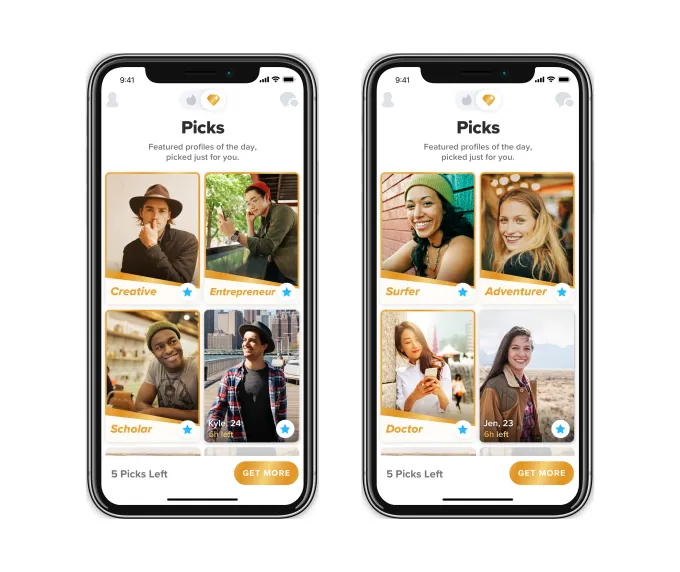 9:41
Picks
Featured profiles of the day,
picked just for you.
Creative
Entrepreneur
Scholar
Kyle, 24
6h left
5 Picks Left
GET MORE
9:41
Picks
Featured profiles of the day,
picked just for you.
Surfer
Adventurer
Doctor
Jen, 23
6h left
5 Picks Left
GET MORE